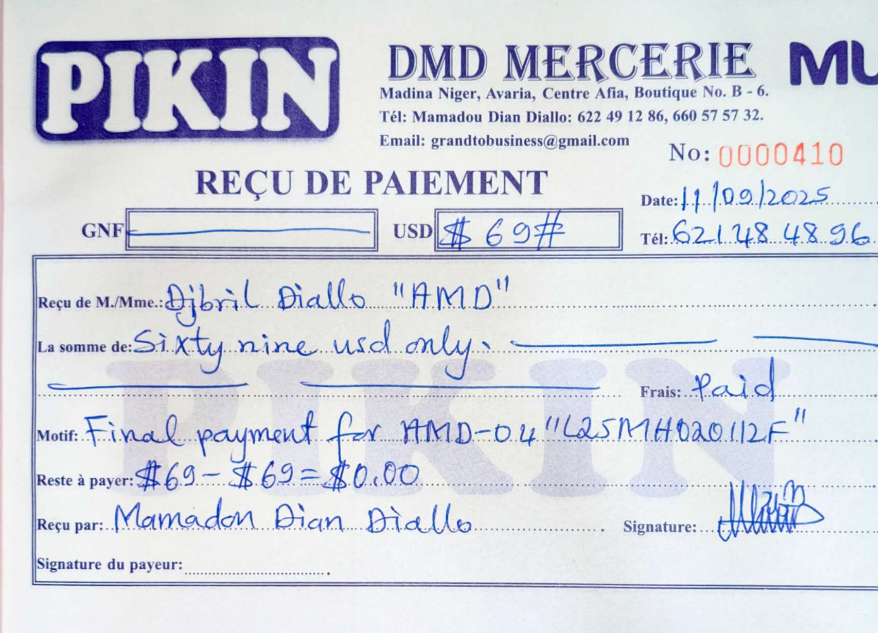 PIKIN
DMD MERCERIE MU
Madina Niger, Avaria, Centre Afia, Boutique No. B - 6.
Tél: Mamadou Dian Diallo: 622 49 12 86, 660 57 57 32.
Email: grandtobusiness@gmail.com
No: 0000410
REÇU DE PAIEMENT
Date: 11/09/2025
GNF USD $ 69# Tél: 621.48.48.96
Reçu de M./Mme.: Djbril Diallo "AMD"
La somme de: Sixty nine usd only.
Frais: Paid
PIKIN
Motif: Final payment for AMD-04 "L25MH020112F"
Reste à payer: $69 - $69 = $0.00
Reçu par: Mamadou Dian Diallo Signature:
Signature du payeur: